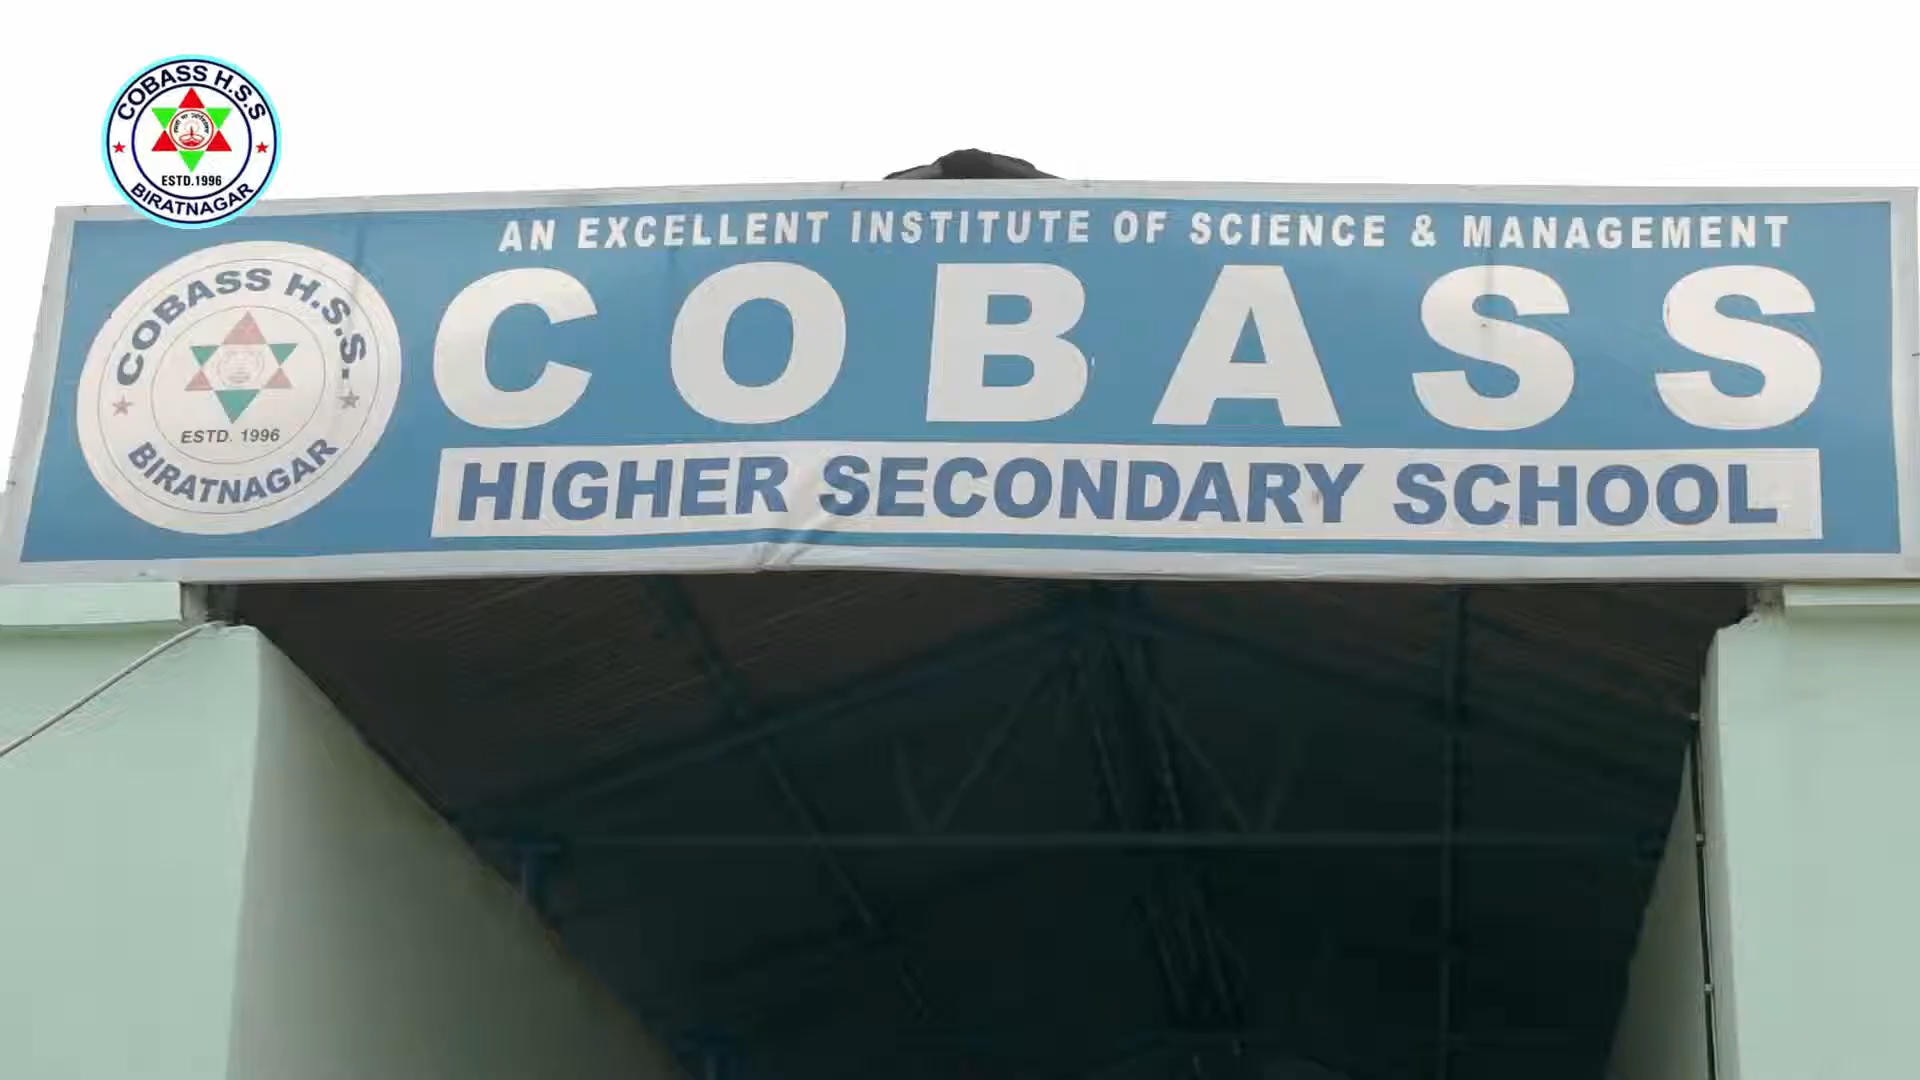 COBASS H.S.S
ESTD.1996
BIRATNAGAR
AN EXCELLENT INSTITUTE OF SCIENCE & MANAGEMENT
COBASS
HIGHER SECONDARY SCHOOL
COBASS H.S.S.
ESTD. 1996
BIRATNAGAR